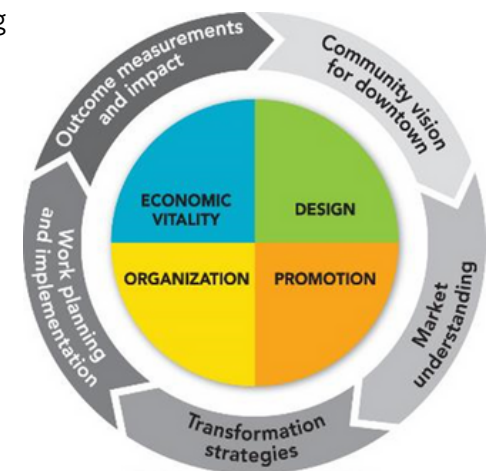 g
Outcome measurements
and impact
Community vision
for downtown
Market
understanding
Transformation
strategies
Work planning
and implementation
ECONOMIC
VITALITY
DESIGN
ORGANIZATION
PROMOTION